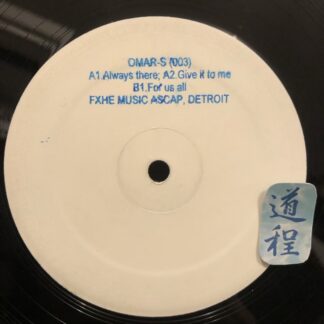 OMAR-S (003)
A1.Always there; A2.Give it to me
B1.For us all
FXHE MUSIC ASCAP, DETROIT
道
程